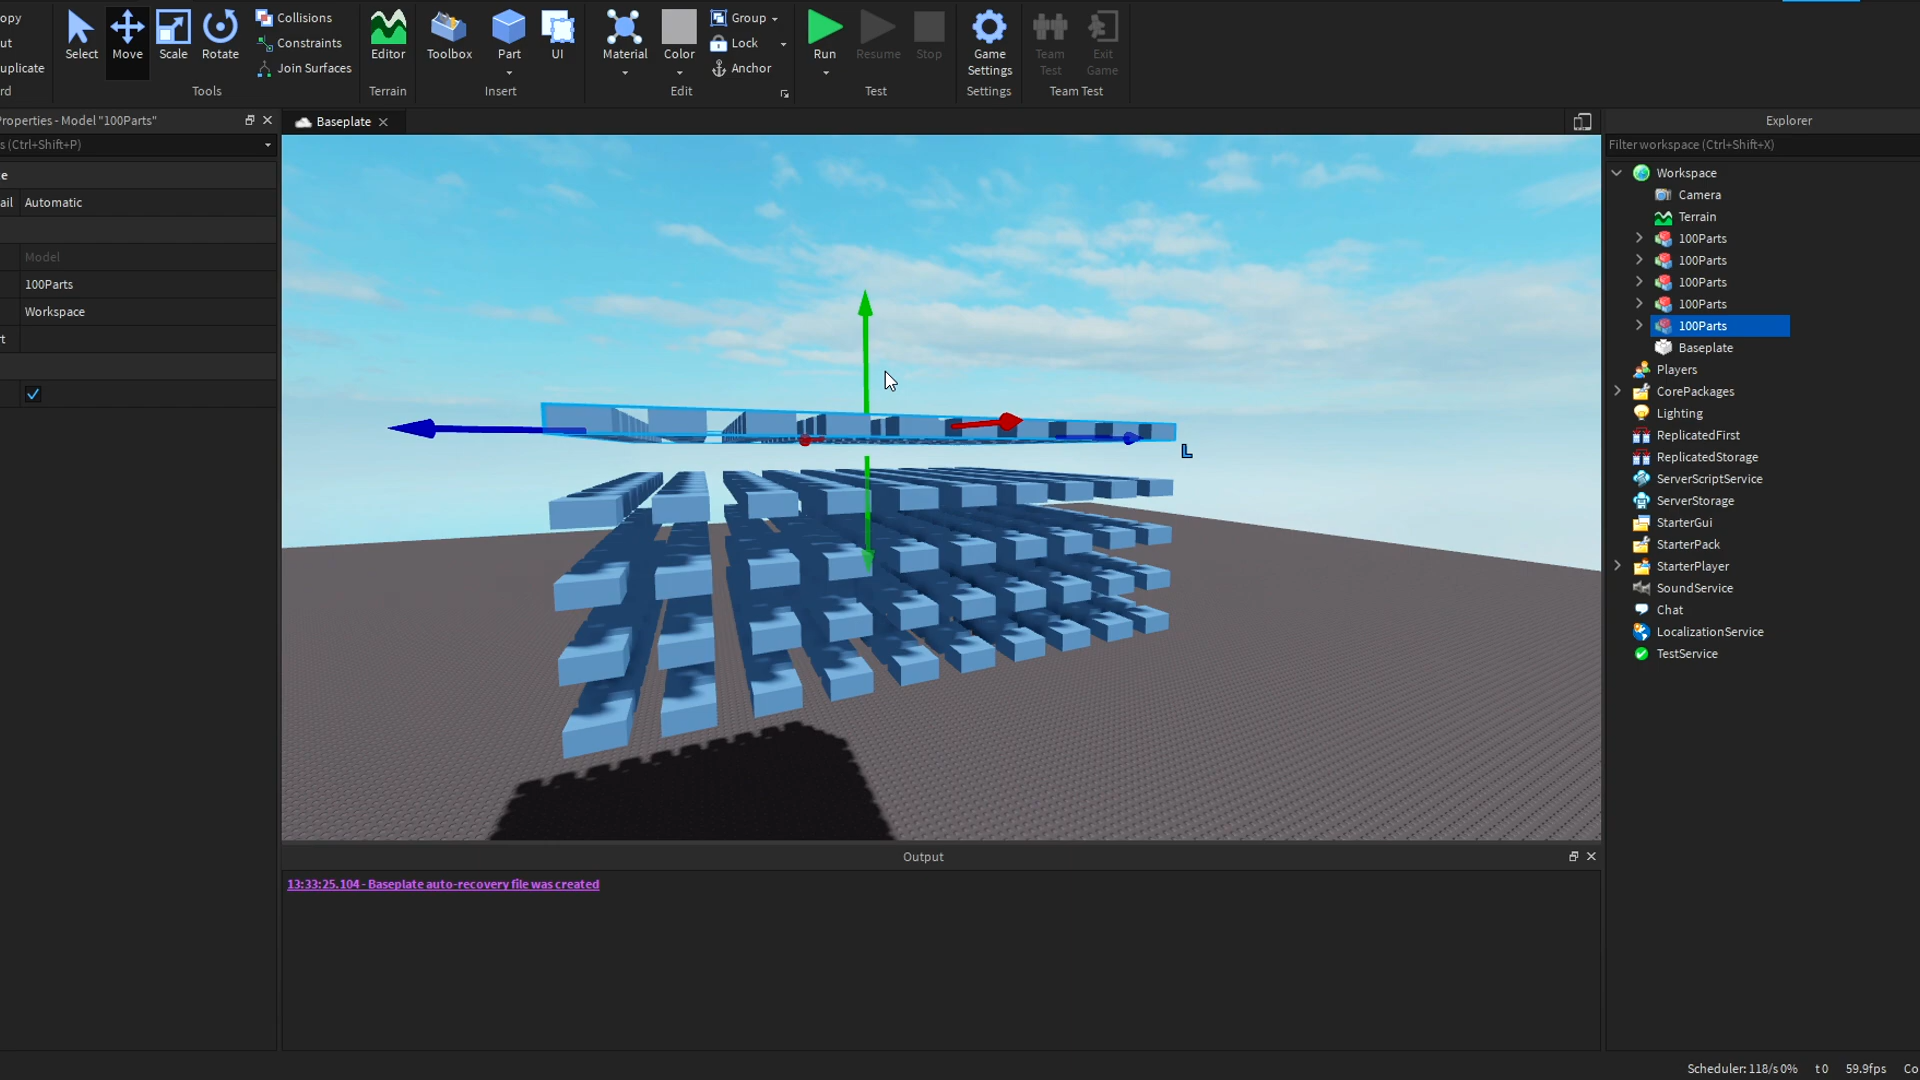 opy
ut
uplicate
rd
Select
Move
Scale
Rotate
Collisions
Constraints
Join Surfaces
Tools
Editor
Terrain
Toolbox
Part
UI
Insert
Material
Color
Group
Lock
Anchor
Edit
Run
Resume
Stop
Test
Game
Settings
Settings
Team
Test
Exit
Game
Team Test
roperties - Model "100Parts"
s (Ctrl+Shift+P)
e
ail Automatic
Model
100Parts
Workspace
t
Baseplate
L
Output
13:33:25.104 - Baseplate auto-recovery file was created
Explorer
Filter workspace (Ctrl+Shift+X)
Workspace
Camera
Terrain
100Parts
100Parts
100Parts
100Parts
100Parts
Baseplate
Players
CorePackages
Lighting
ReplicatedFirst
ReplicatedStorage
ServerScriptService
ServerStorage
StarterGui
StarterPack
StarterPlayer
SoundService
Chat
LocalizationService
TestService
Scheduler: 118/s 0% t 0 59.9fps Co